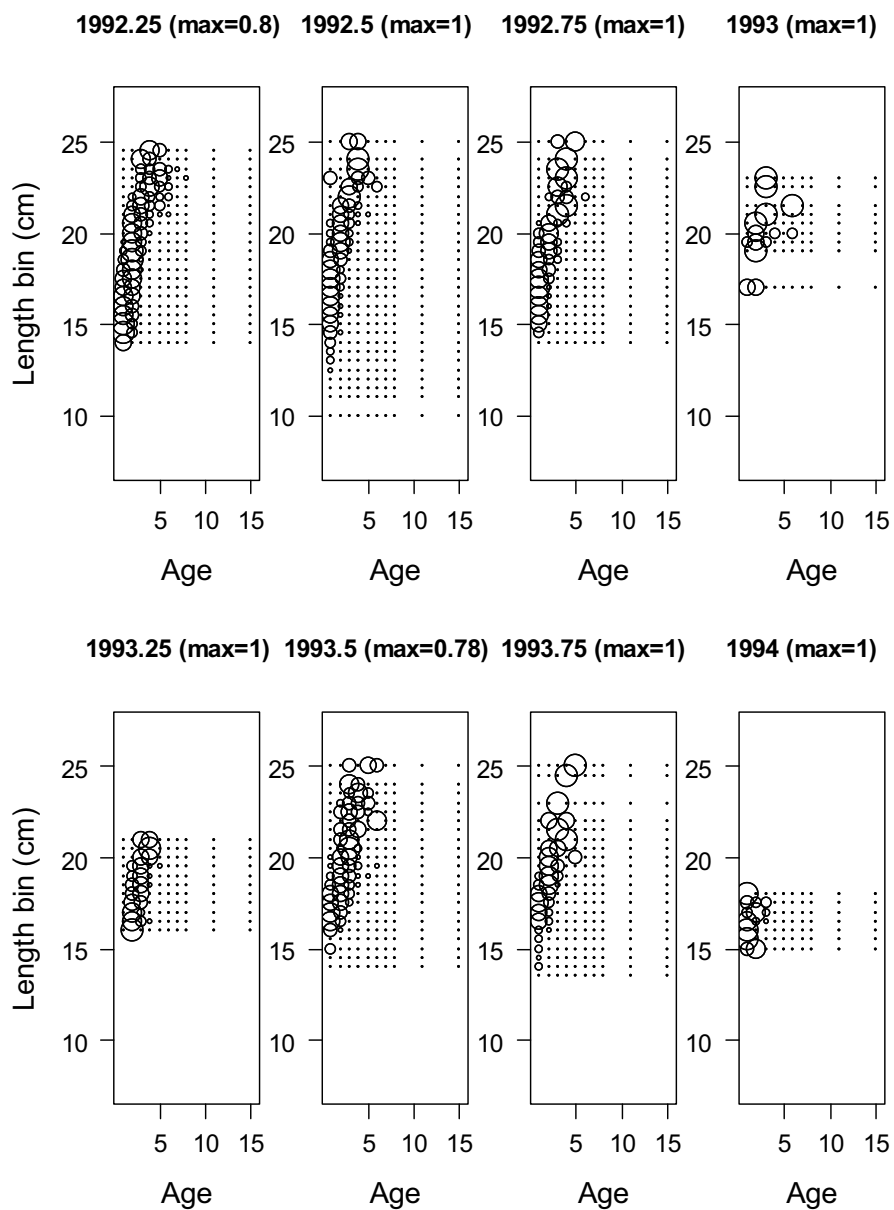 1992.25 (max=0.8) 1992.5 (max=1) 1992.75 (max=1) 1993 (max=1)
Length bin (cm)
25 25 25 25
20 20 20 20
15 15 15 15
10 10 10 10
5 10 15 5 10 15 5 10 15 5 10 15
Age Age Age Age
1993.25 (max=1) 1993.5 (max=0.78) 1993.75 (max=1) 1994 (max=1)
Length bin (cm)
25 25 25 25
20 20 20 20
15 15 15 15
10 10 10 10
5 10 15 5 10 15 5 10 15 5 10 15
Age Age Age Age